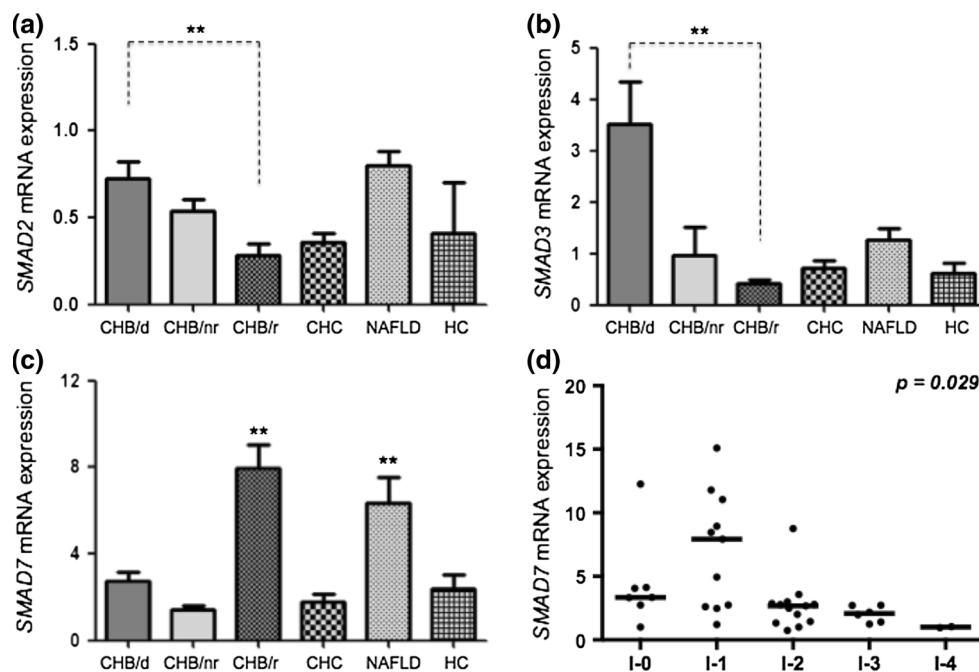 (a)
SMAD2 mRNA expression
1.5
1.0
0.5
0.0
**
CHB/d CHB/nr CHB/r CHC NAFLD HC
(b)
SMAD3 mRNA expression
5
4
3
2
1
0
**
CHB/d CHB/nr CHB/r CHC NAFLD HC
(c)
SMAD7 mRNA expression
12
8
4
0
**
**
CHB/d CHB/nr CHB/r CHC NAFLD HC
(d)
SMAD7 mRNA expression
20
15
10
5
0
p = 0.029
I-0 I-1 I-2 I-3 I-4